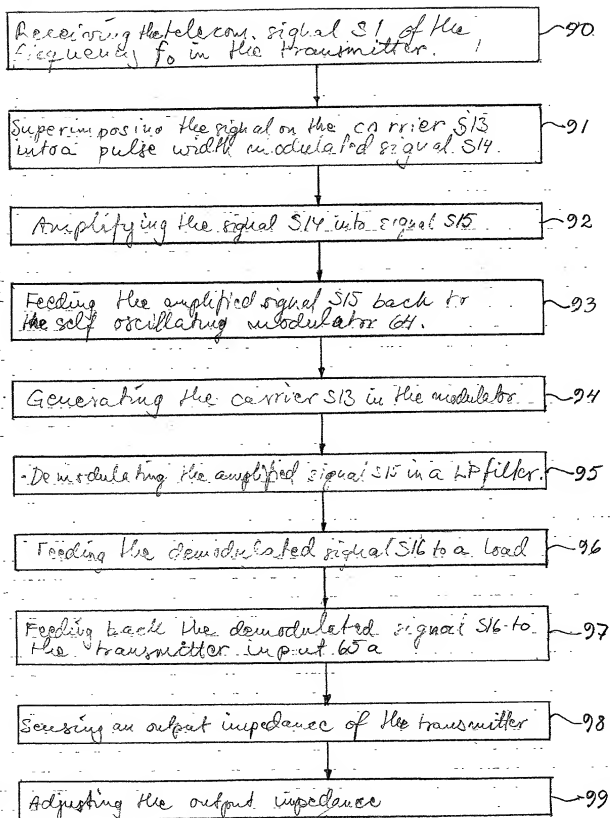 Receiving the telecom. signal S1 of the
frequency fo in the transmitter.
90
Superimposing the signal on the carrier S13
into a pulse width modulated signal S14.
91
Amplifying the signal S14 into signal S15
92
Feeding the amplified signal S15 back to
the self oscillating modulator 64.
93
Generating the carrier S13 in the modulator
94
Demodulating the amplified signal S15 in a LP filter.
95
Feeding the demodulated signal S16 to a load
96
Feeding back the demodulated signal S16 to
the transmitter input 65a
97
Sensing an output impedance of the transmitter
98
Adjusting the output impedance
99